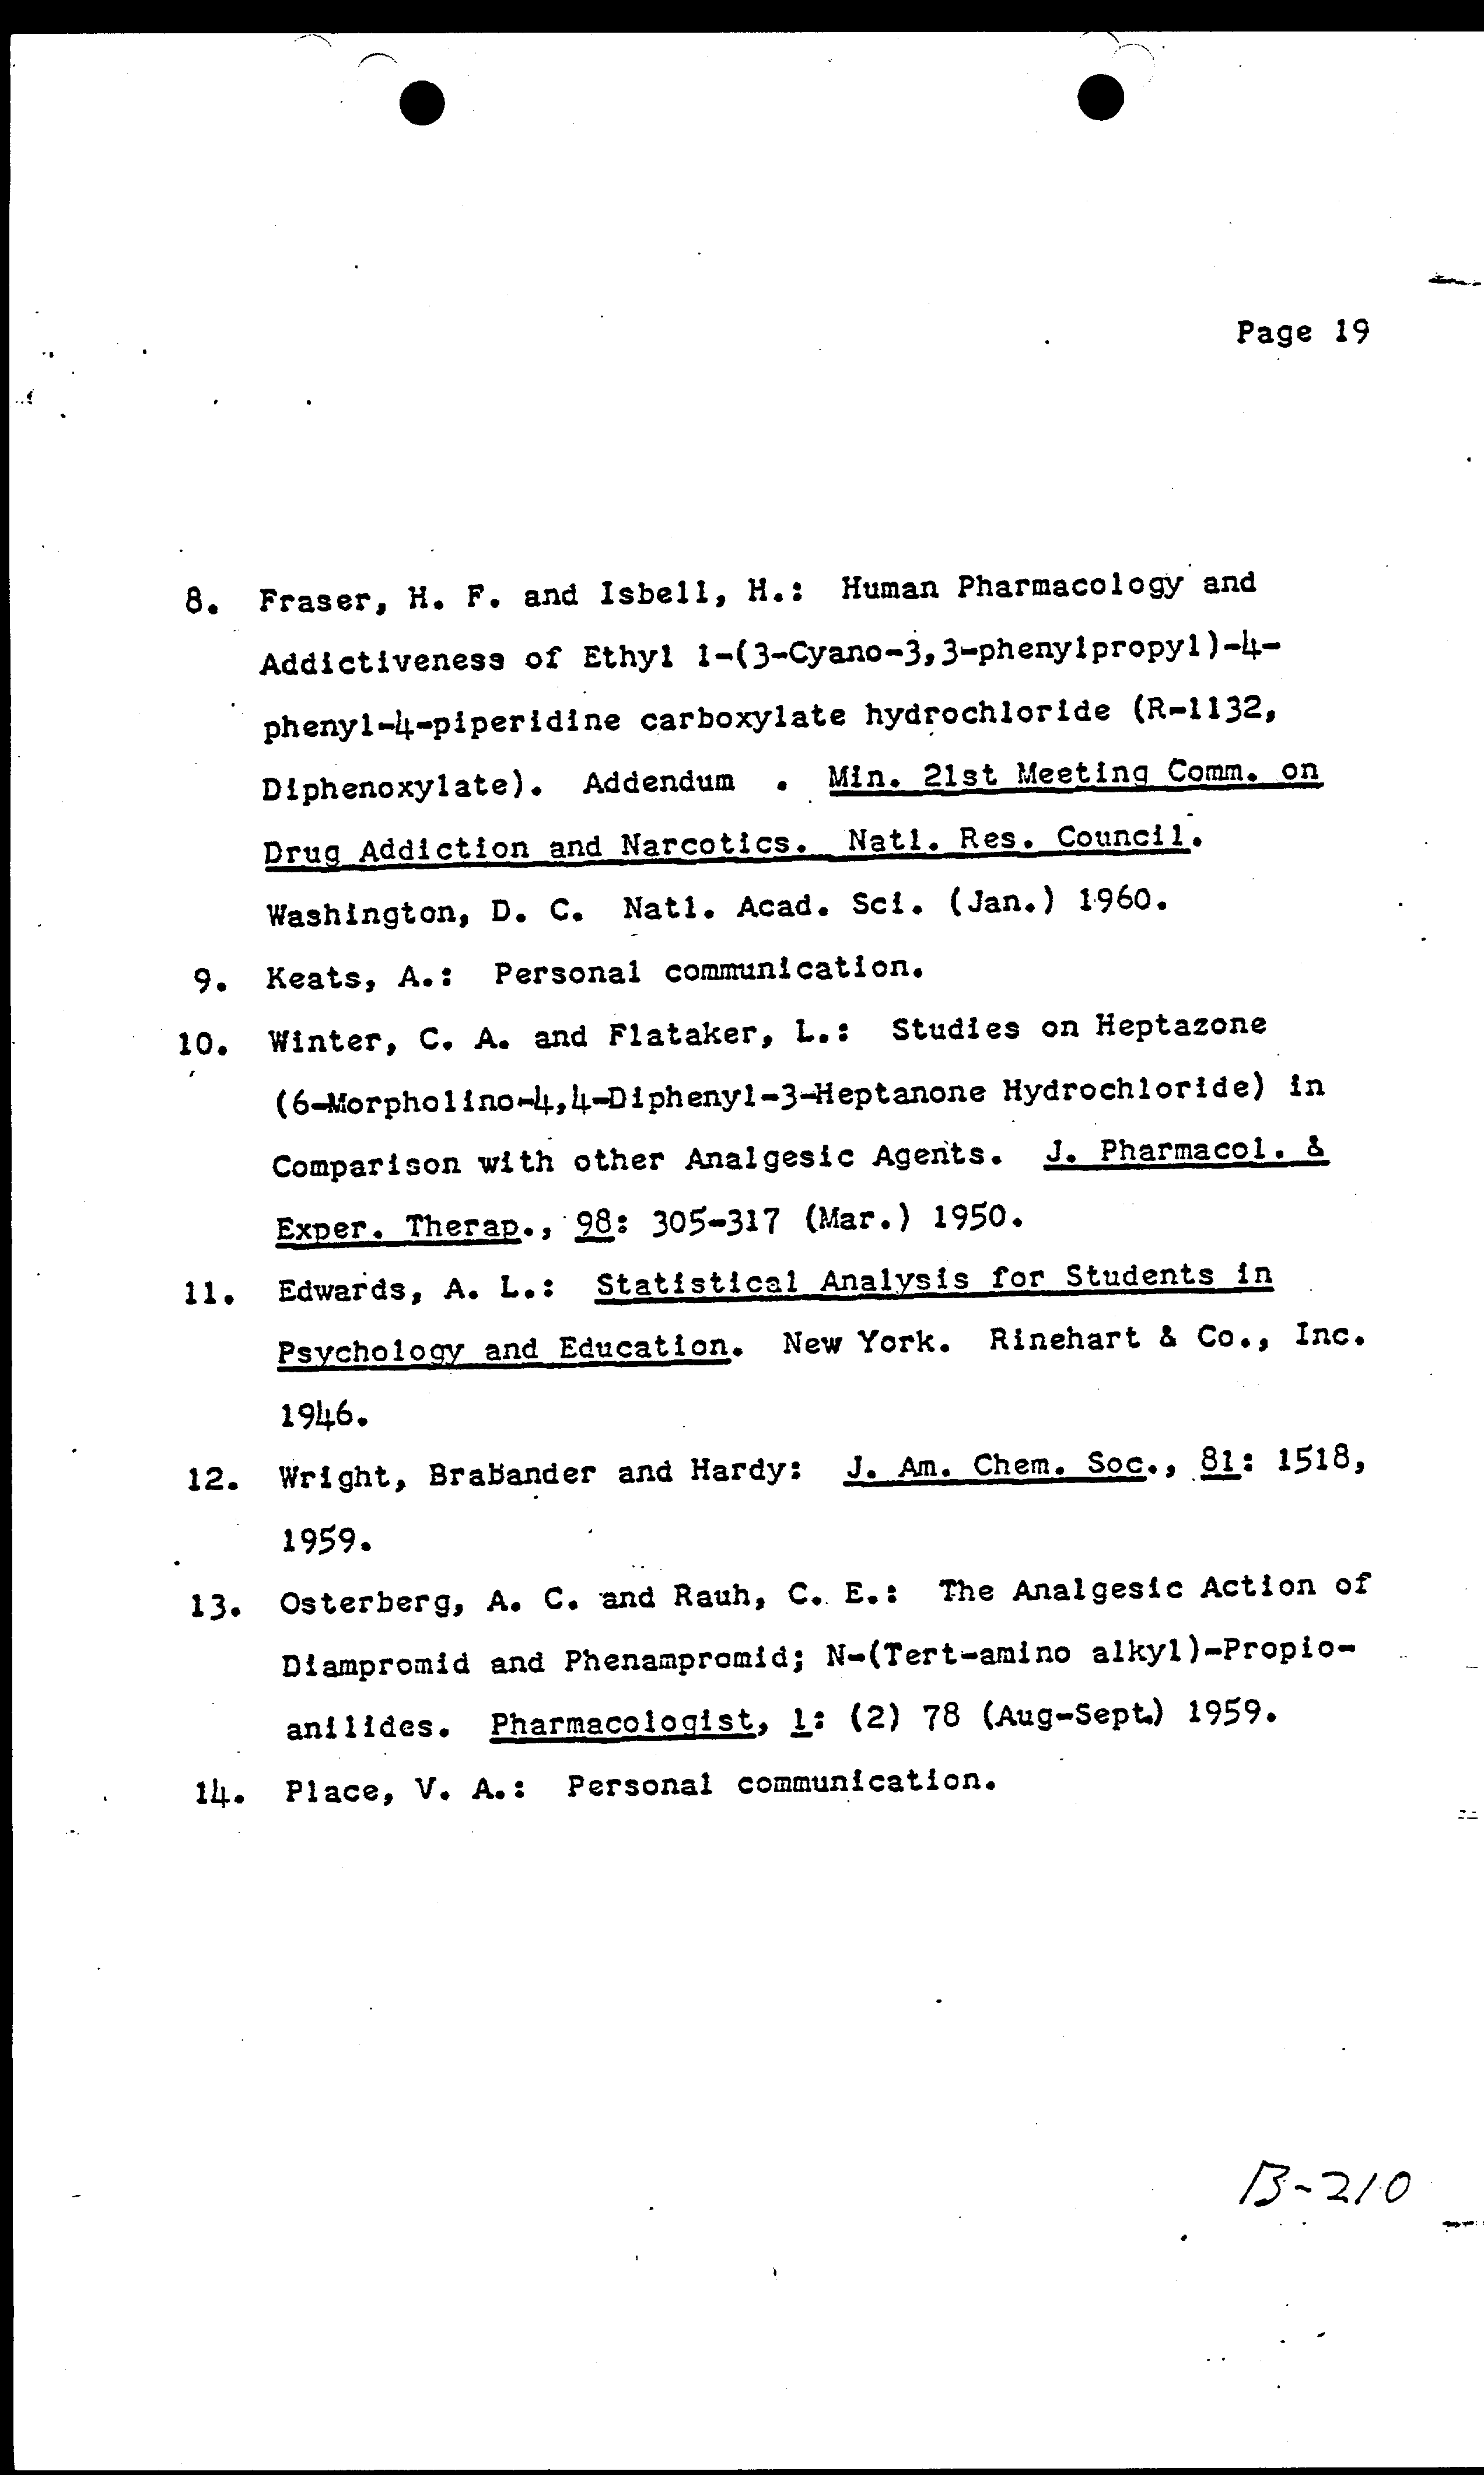 Page 19
8. Fraser, H. F. and Isbell, H.: Human Pharmacology and
Addictiveness of Ethyl 1-(3-Cyano-3,3-phenylpropyl)-4-
phenyl-4-piperidine carboxylate hydrochloride (R-1132,
Diphenoxylate). Addendum . Min. 21st Meeting Comm. on
Drug Addiction and Narcotics. Natl. Res. Council.
Washington, D. C. Natl. Acad. Sci. (Jan.) 1960.
9. Keats, A.: Personal communication.
10. Winter, C. A. and Flataker, L.: Studies on Heptazone
(6-Morpholino-4,4-Diphenyl-3-Heptanone Hydrochloride) in
Comparison with other Analgesic Agents. J. Pharmacol. &
Exper. Therap., 98: 305-317 (Mar.) 1950.
11. Edwards, A. L.: Statistical Analysis for Students in
Psychology and Education. New York. Rinehart & Co., Inc.
1946.
12. Wright, Brabander and Hardy: J. Am. Chem. Soc., 81: 1518,
1959.
13. Osterberg, A. C. and Rauh, C. E.: The Analgesic Action of
Diampromid and Phenampromid; N-(Tert-amino alkyl)-Propio-
anilides. Pharmacologist, 1: (2) 78 (Aug-Sept.) 1959.
14. Place, V. A.: Personal communication.
B-210